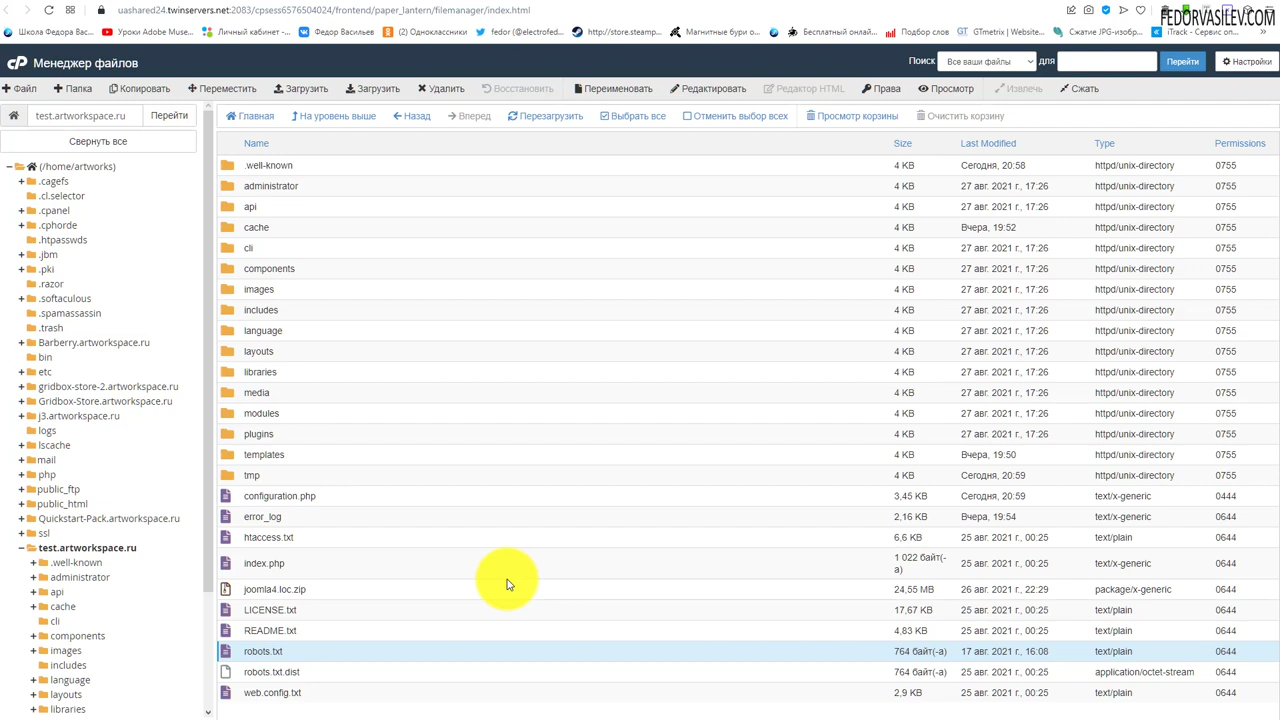 uashared24.twinservers.net:2083/cpsess6576504024/frontend/paper_lantern/filemanager/index.html
FEDORVASILEV.COM
Школа Федора Вас... Уроки Adobe Muse... Личный кабинет -... Федор Васильев (2) Одноклассники fedor (@electrofed... http://store.steamp... Магнитные бури о... Бесплатный онлай... Подбор слов GTmetrix | Website... Сжатие JPG-изобр... iTrack - Сервис оп...
cP Менеджер файлов
Поиск Все ваши файлы для Перейти Настройки
Файл Папка Копировать Переместить Загрузить Загрузить Удалить Восстановить Переименовать Редактировать Редактор HTML Права Просмотр Извлечь Сжать
test.artworkspace.ru Перейти
Главная На уровень выше Назад Вперед Перезагрузить Выбрать все Отменить выбор всех Просмотр корзины Очистить корзину
Свернуть все
(/home/artworks)
.cagefs
.cl.selector
.cpanel
.cphorde
.htpasswds
.jbm
.pki
.razor
.softaculous
.spamassassin
.trash
Barberry.artworkspace.ru
bin
etc
gridbox-store-2.artworkspace.ru
Gridbox-Store.artworkspace.ru
j3.artworkspace.ru
logs
lscache
mail
php
public_ftp
public_html
Quickstart-Pack.artworkspace.ru
ssl
test.artworkspace.ru
.well-known
administrator
api
cache
cli
components
images
includes
language
layouts
libraries
Name Size Last Modified Type Permissions
.well-known 4 KB Сегодня, 20:58 httpd/unix-directory 0755
administrator 4 KB 27 авг. 2021 г., 17:26 httpd/unix-directory 0755
api 4 KB 27 авг. 2021 г., 17:26 httpd/unix-directory 0755
cache 4 KB Вчера, 19:52 httpd/unix-directory 0755
cli 4 KB 27 авг. 2021 г., 17:26 httpd/unix-directory 0755
components 4 KB 27 авг. 2021 г., 17:26 httpd/unix-directory 0755
images 4 KB 27 авг. 2021 г., 17:26 httpd/unix-directory 0755
includes 4 KB 27 авг. 2021 г., 17:26 httpd/unix-directory 0755
language 4 KB 27 авг. 2021 г., 17:26 httpd/unix-directory 0755
layouts 4 KB 27 авг. 2021 г., 17:26 httpd/unix-directory 0755
libraries 4 KB 27 авг. 2021 г., 17:26 httpd/unix-directory 0755
media 4 KB 27 авг. 2021 г., 17:26 httpd/unix-directory 0755
modules 4 KB 27 авг. 2021 г., 17:26 httpd/unix-directory 0755
plugins 4 KB 27 авг. 2021 г., 17:26 httpd/unix-directory 0755
templates 4 KB Вчера, 19:50 httpd/unix-directory 0755
tmp 4 KB Сегодня, 20:59 httpd/unix-directory 0755
configuration.php 3,45 KB Сегодня, 20:59 text/x-generic 0444
error_log 2,16 KB Вчера, 19:54 text/x-generic 0644
htaccess.txt 6,6 KB 25 авг. 2021 г., 00:25 text/plain 0644
index.php 1 022 байт(-а) 25 авг. 2021 г., 00:25 text/x-generic 0644
joomla4.loc.zip 24,55 MB 26 авг. 2021 г., 22:29 package/x-generic 0644
LICENSE.txt 17,67 KB 25 авг. 2021 г., 00:25 text/plain 0644
README.txt 4,83 KB 25 авг. 2021 г., 00:25 text/plain 0644
robots.txt 764 байт(-а) 17 авг. 2021 г., 16:08 text/plain 0644
robots.txt.dist 764 байт(-а) 25 авг. 2021 г., 00:25 application/octet-stream 0644
web.config.txt 2,9 KB 25 авг. 2021 г., 00:25 text/plain 0644